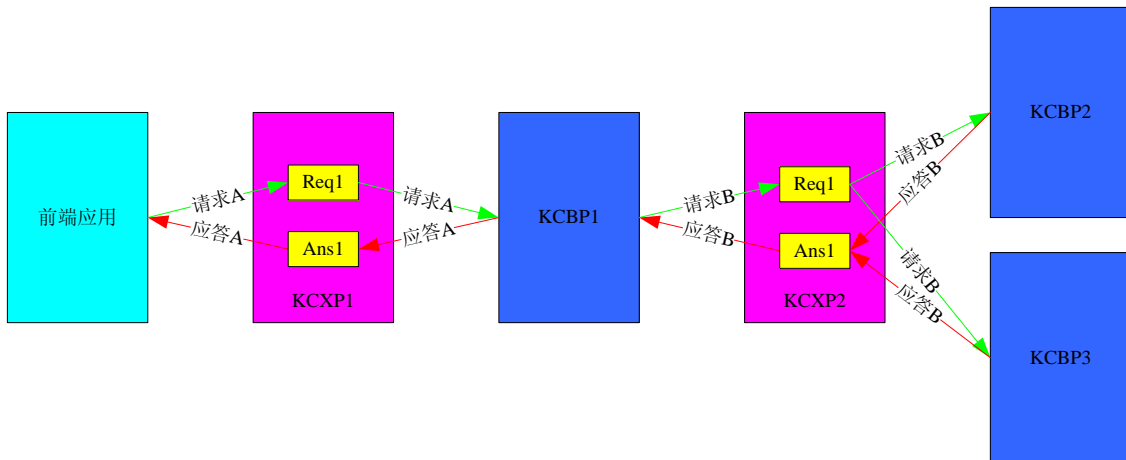 前端应用
请求A
应答A
Req1
Ans1
KCXP1
请求A
应答A
KCBP1
请求B
应答B
Req1
Ans1
KCXP2
请求B
应答B
请求B
应答B
KCBP2
KCBP3